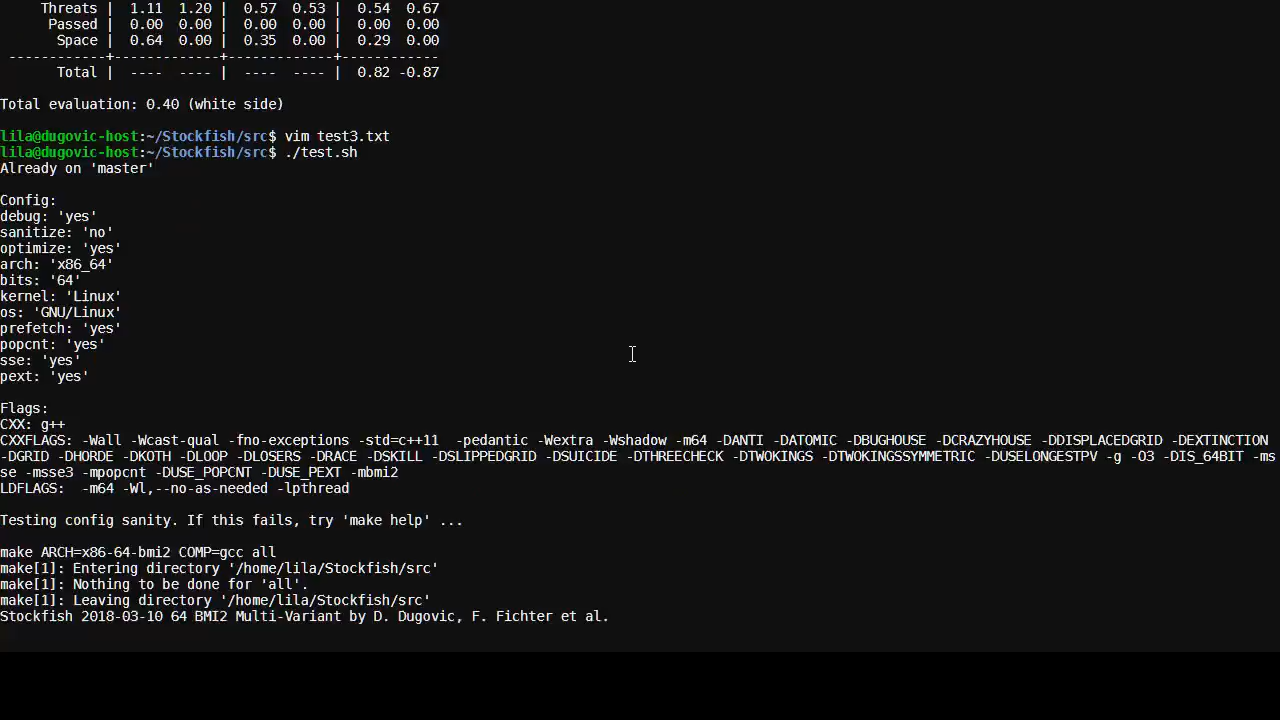 Threats | 1.11 1.20 | 0.57 0.53 | 0.54 0.67
Passed | 0.00 0.00 | 0.00 0.00 | 0.00 0.00
Space | 0.64 0.00 | 0.35 0.00 | 0.29 0.00
------------+-------------+-------------+------------
Total | ---- ---- | ---- ---- | 0.82 -0.87
Total evaluation: 0.40 (white side)
lila@dugovic-host:~/Stockfish/src$ vim test3.txt
lila@dugovic-host:~/Stockfish/src$ ./test.sh
Already on 'master'
Config:
debug: 'yes'
sanitize: 'no'
optimize: 'yes'
arch: 'x86_64'
bits: '64'
kernel: 'Linux'
os: 'GNU/Linux'
prefetch: 'yes'
popcnt: 'yes'
sse: 'yes'
pext: 'yes'
Flags:
CXX: g++
CXXFLAGS: -Wall -Wcast-qual -fno-exceptions -std=c++11  -pedantic -Wextra -Wshadow -m64 -DANTI -DATOMIC -DBUGHOUSE -DCRAZYHOUSE -DDISPLACEDGRID -DEXTINCTION
-DGRID -DHORDE -DKOTH -DLOOP -DLOSERS -DRACE -DSKILL -DSLIPPEDGRID -DSUICIDE -DTHREECHECK -DTWOKINGS -DTWOKINGSSYMMETRIC -DUSELONGESTPV -g -O3 -DIS_64BIT -ms
se -msse3 -mpopcnt -DUSE_POPCNT -DUSE_PEXT -mbmi2
LDFLAGS:  -m64 -Wl,--no-as-needed -lpthread
Testing config sanity. If this fails, try 'make help' ...
make ARCH=x86-64-bmi2 COMP=gcc all
make[1]: Entering directory '/home/lila/Stockfish/src'
make[1]: Nothing to be done for 'all'.
make[1]: Leaving directory '/home/lila/Stockfish/src'
Stockfish 2018-03-10 64 BMI2 Multi-Variant by D. Dugovic, F. Fichter et al.